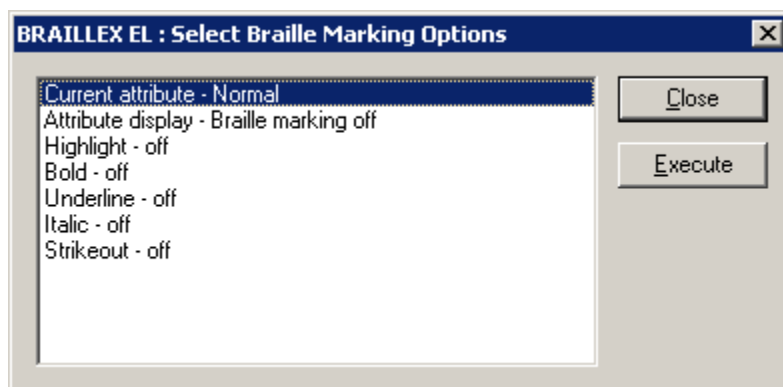 BRAILLEX EL : Select Braille Marking Options
Current attribute - Normal
Attribute display - Braille marking off
Highlight - off
Bold - off
Underline - off
Italic - off
Strikeout - off
Close
Execute